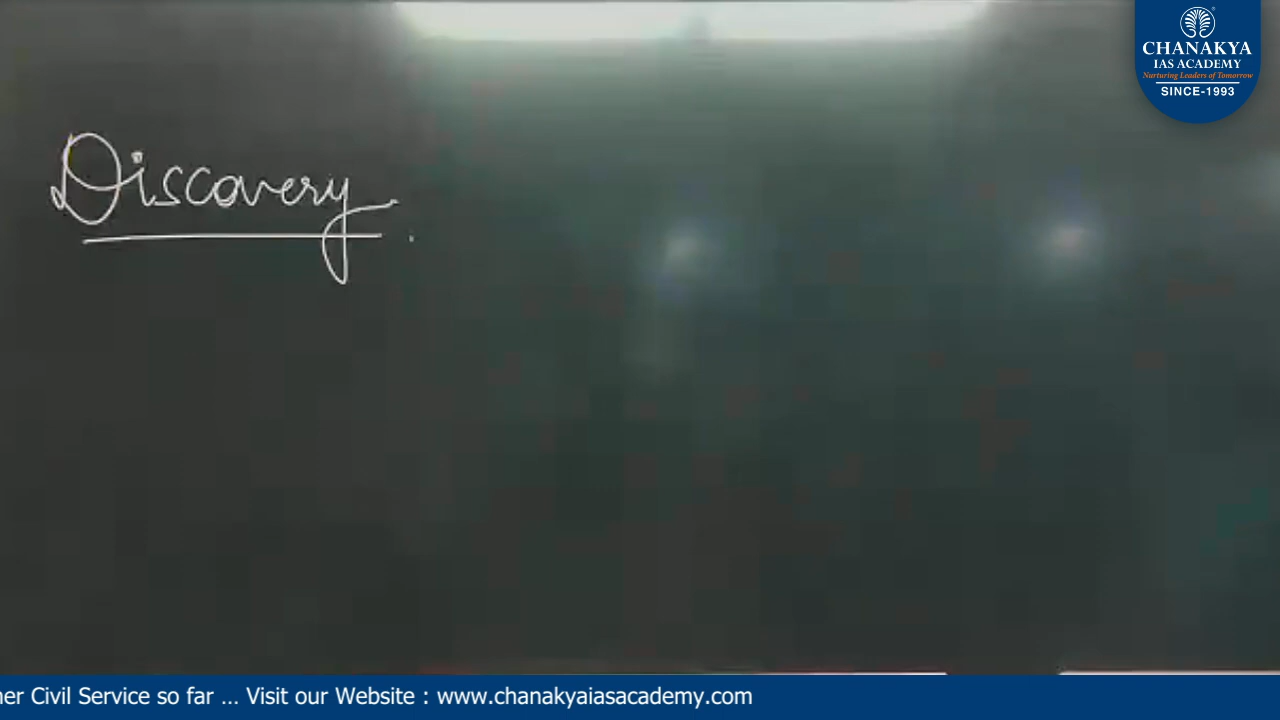 CHANAKYA
IAS ACADEMY
Nurturing Leaders of Tomorrow
SINCE-1993
Discovery
ner Civil Service so far ... Visit our Website : www.chanakyaiasacademy.com